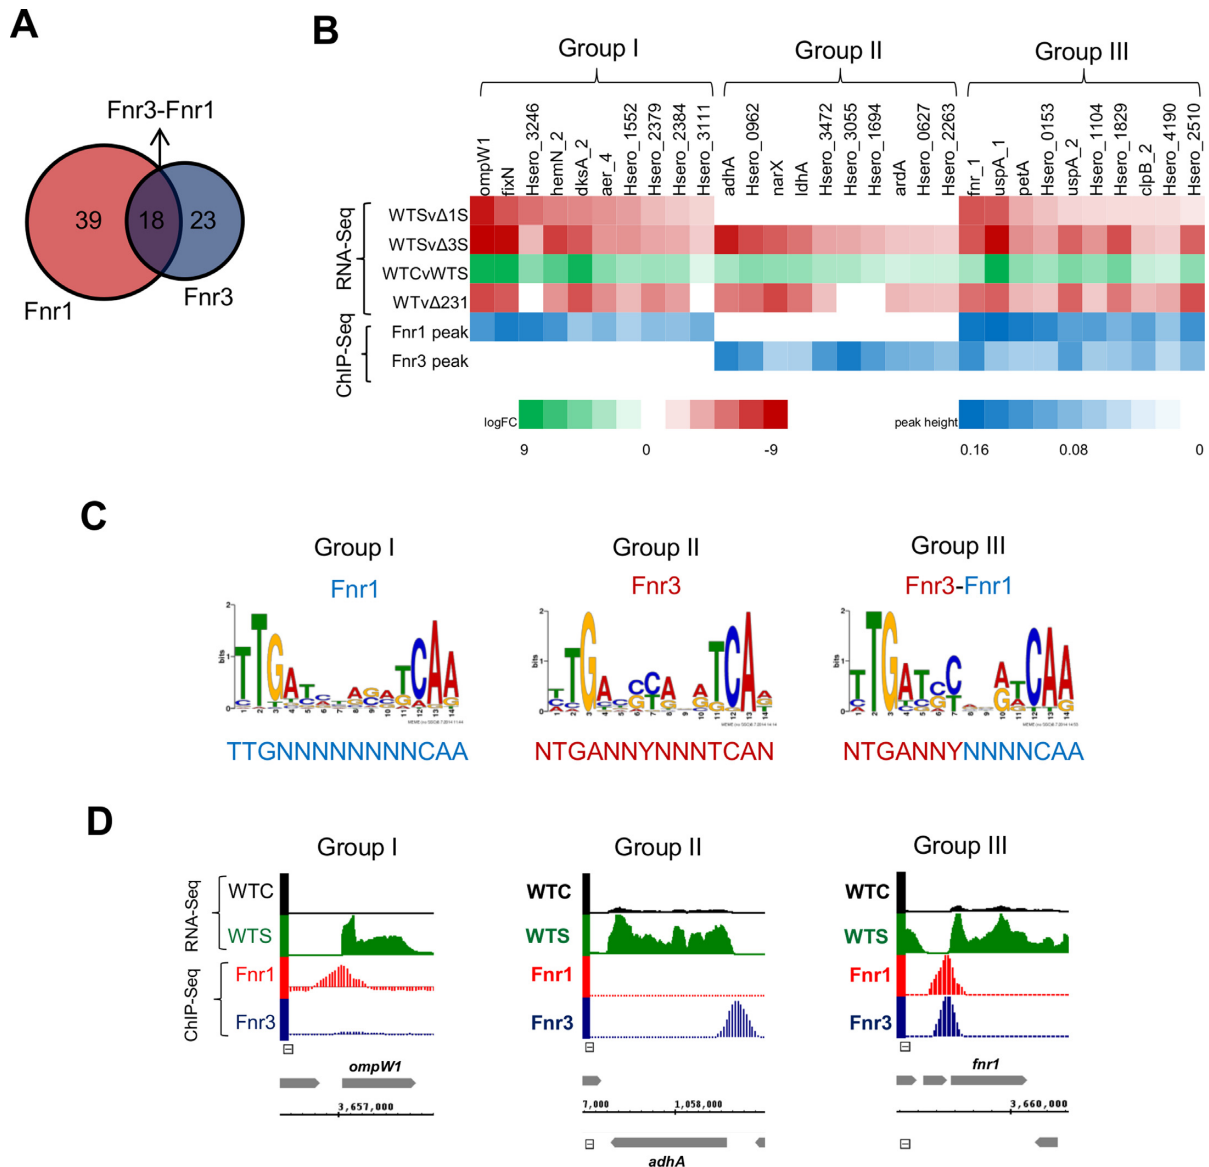 A
Fnr3-Fnr1
39
18
23
Fnr1
Fnr3
B
Group I
Group II
Group III
ompW1
fixN
Hsero_3246
hemN_2
dksA_2
aer_4
Hsero_1552
Hsero_2379
Hsero_2384
Hsero_3111
adhA
Hsero_0962
narX
ldhA
Hsero_3472
Hsero_3055
Hsero_1694
ardA
Hsero_0627
Hsero_2263
fnr_1
uspA_1
petA
Hsero_0153
uspA_2
Hsero_1104
Hsero_1829
clpB_2
Hsero_4190
Hsero_2510
RNA-Seq
WTSvΔ1S
WTSvΔ3S
WTCvWTS
WTvΔ231
ChIP-Seq
Fnr1 peak
Fnr3 peak
logFC
9
0
-9
peak height
0.16
0.08
0
C
Group I
Group II
Group III
Fnr1
Fnr3
Fnr3-Fnr1
TTGNNNNNNNNCAA
NTGANNYNNNTCAN
NTGANNYNNNNCAA
D
Group I
Group II
Group III
RNA-Seq
ChIP-Seq
WTC
WTS
Fnr1
Fnr3
ompW1
3,657,000
WTC
WTS
Fnr1
Fnr3
7,000
1,058,000
adhA
WTC
WTS
Fnr1
Fnr3
fnr1
3,660,000